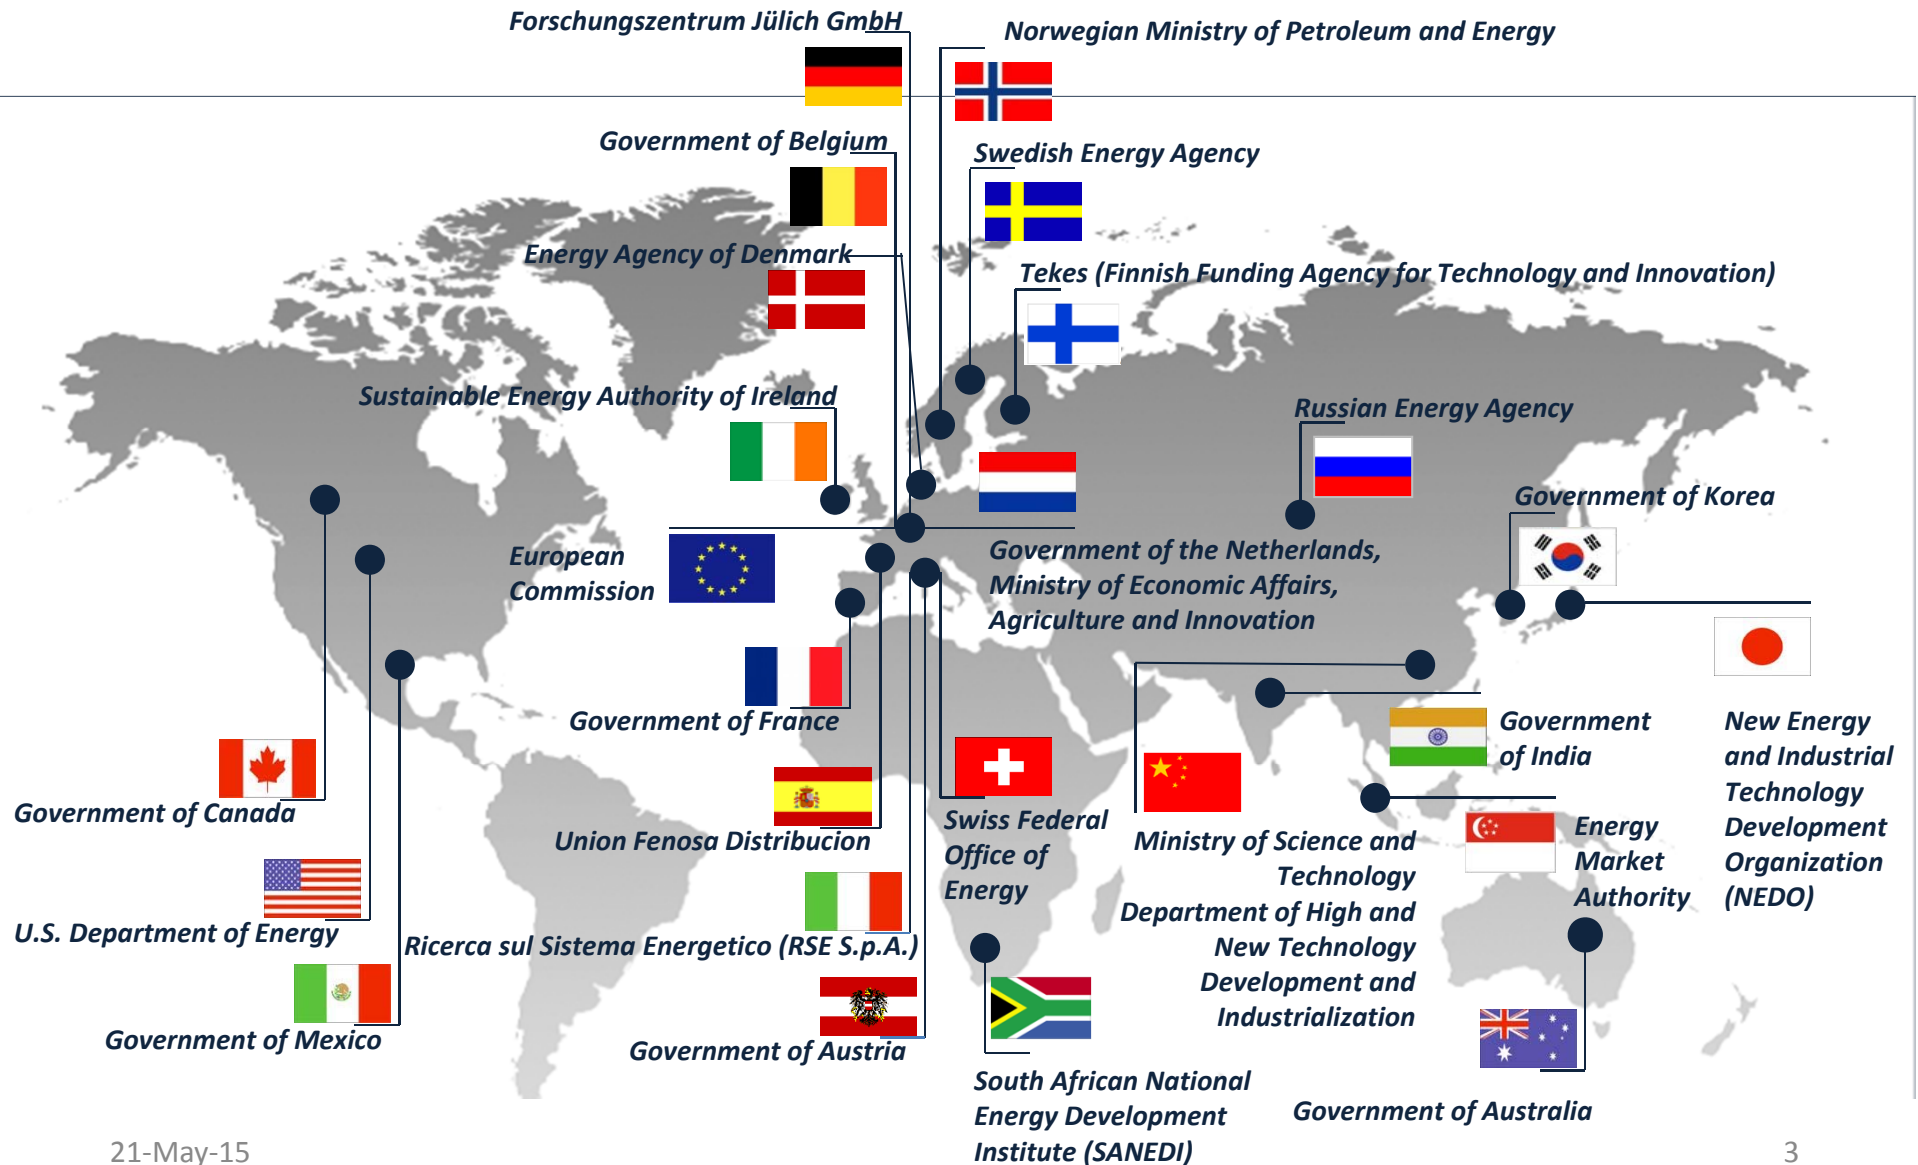 Forschungszentrum Jülich GmbH
Norwegian Ministry of Petroleum and Energy
Government of Belgium
Swedish Energy Agency
Energy Agency of Denmark
Tekes (Finnish Funding Agency for Technology and Innovation)
Sustainable Energy Authority of Ireland
Russian Energy Agency
Government of Korea
European
Commission
Government of the Netherlands,
Ministry of Economic Affairs,
Agriculture and Innovation
Government of France
Government
of India
New Energy
and Industrial
Technology
Development
Organization
(NEDO)
Government of Canada
Union Fenosa Distribucion
Swiss Federal
Office of
Energy
Ministry of Science and
Technology
Department of High and
New Technology
Development and
Industrialization
Energy
Market
Authority
U.S. Department of Energy
Ricerca sul Sistema Energetico (RSE S.p.A.)
Government of Mexico
Government of Austria
South African National
Energy Development
Institute (SANEDI)
Government of Australia
21-May-15
3